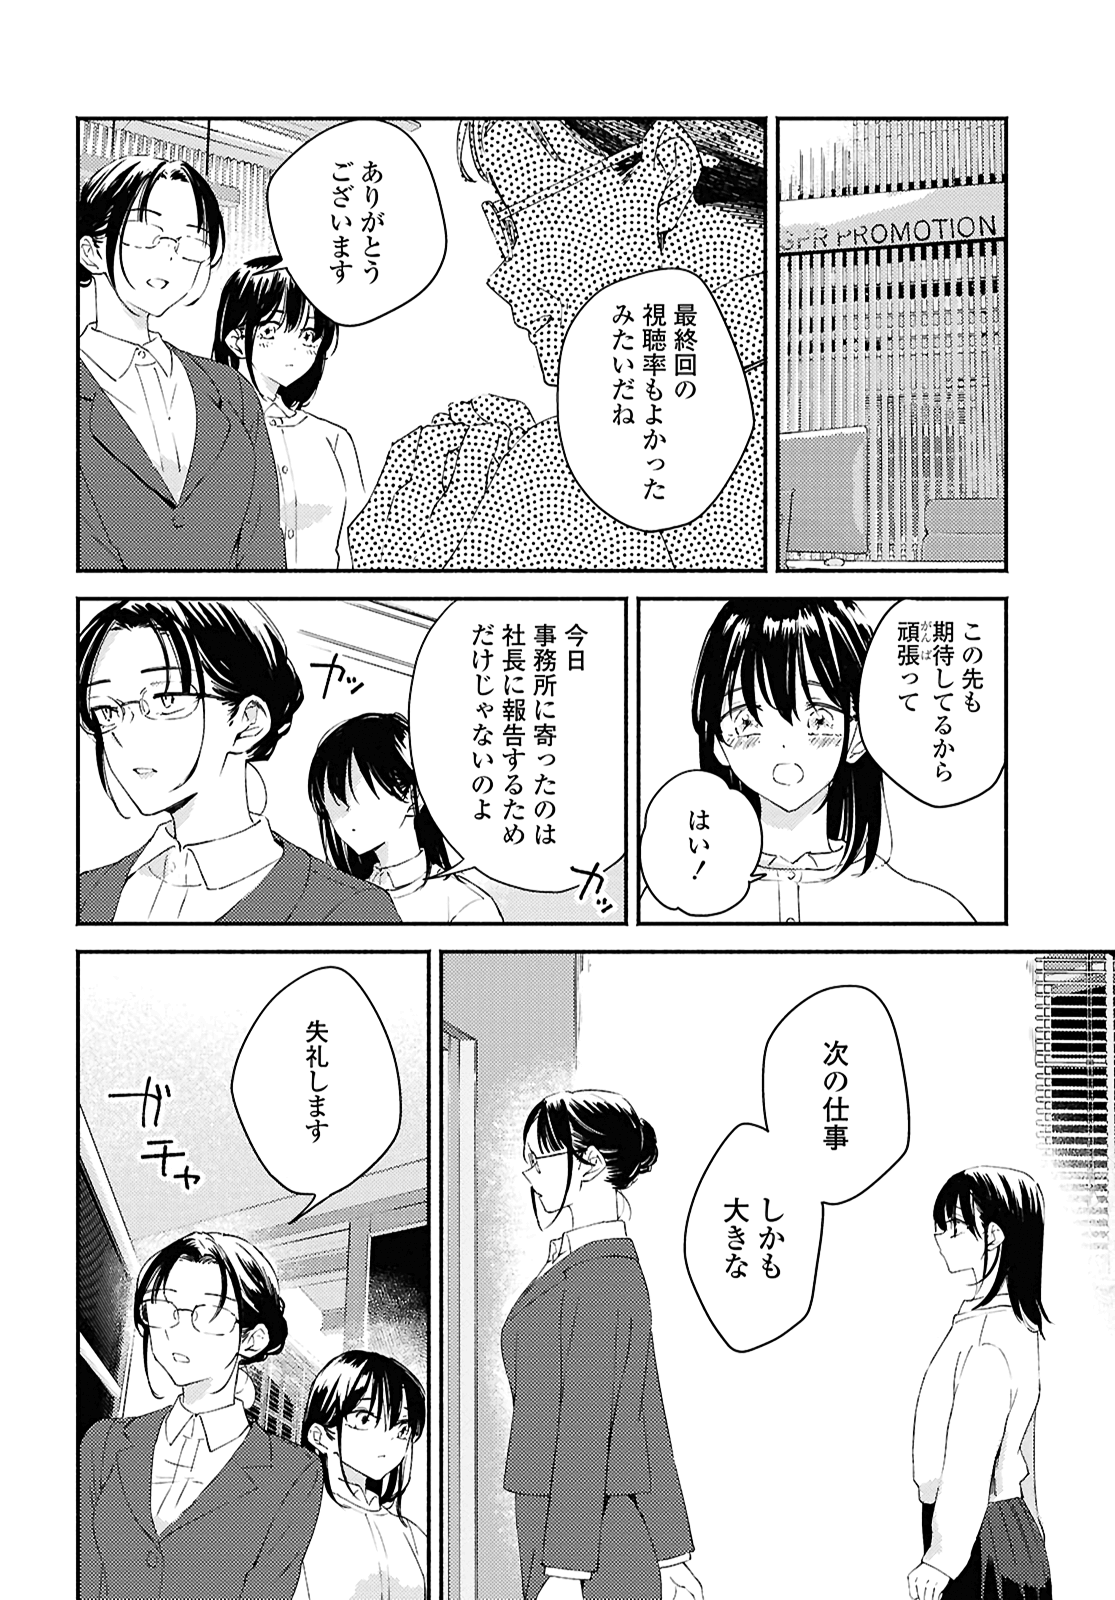 GPR PROMOTION
最終回の
視聴率もよかった
みたいだね
ありがとう
ございます
この先も
期待してるから
頑張って
がんば
はい！
今日
事務所に寄ったのは
社長に報告するため
だけじゃないのよ
カッ
カッ
次の仕事
しかも
大きな
失礼します
ガチャ